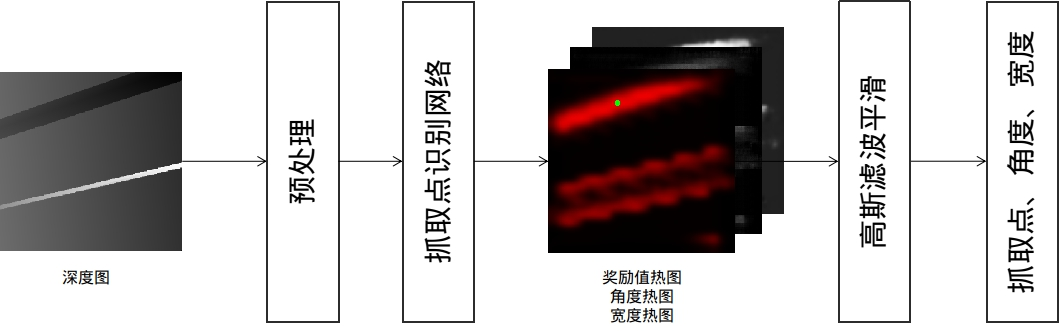 深度图
预处理
抓取点识别网络
奖励值热图
角度热图
宽度热图
高斯滤波平滑
抓取点、角度、宽度